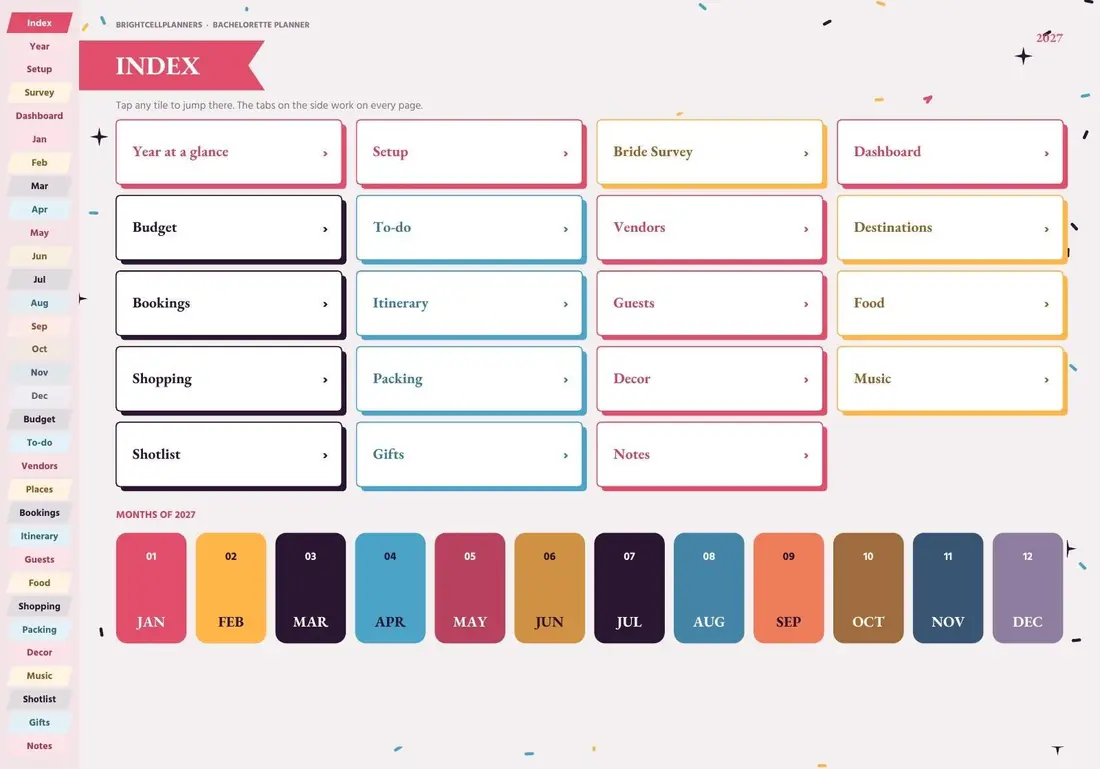 Index
Year
Setup
Survey
Dashboard
Jan
Feb
Mar
Apr
May
Jun
Jul
Aug
Sep
Oct
Nov
Dec
Budget
To-do
Vendors
Places
Bookings
Itinerary
Guests
Food
Shopping
Packing
Decor
Music
Shotlist
Gifts
Notes
BRIGHTCELLPLANNERS · BACHELORETTE PLANNER
2027
INDEX
Tap any tile to jump there. The tabs on the side work on every page.
Year at a glance › Setup › Bride Survey › Dashboard ›
Budget › To-do › Vendors › Destinations ›
Bookings › Itinerary › Guests › Food ›
Shopping › Packing › Decor › Music ›
Shotlist › Gifts › Notes ›
MONTHS OF 2027
01 02 03 04 05 06 07 08 09 10 11 12
JAN FEB MAR APR MAY JUN JUL AUG SEP OCT NOV DEC